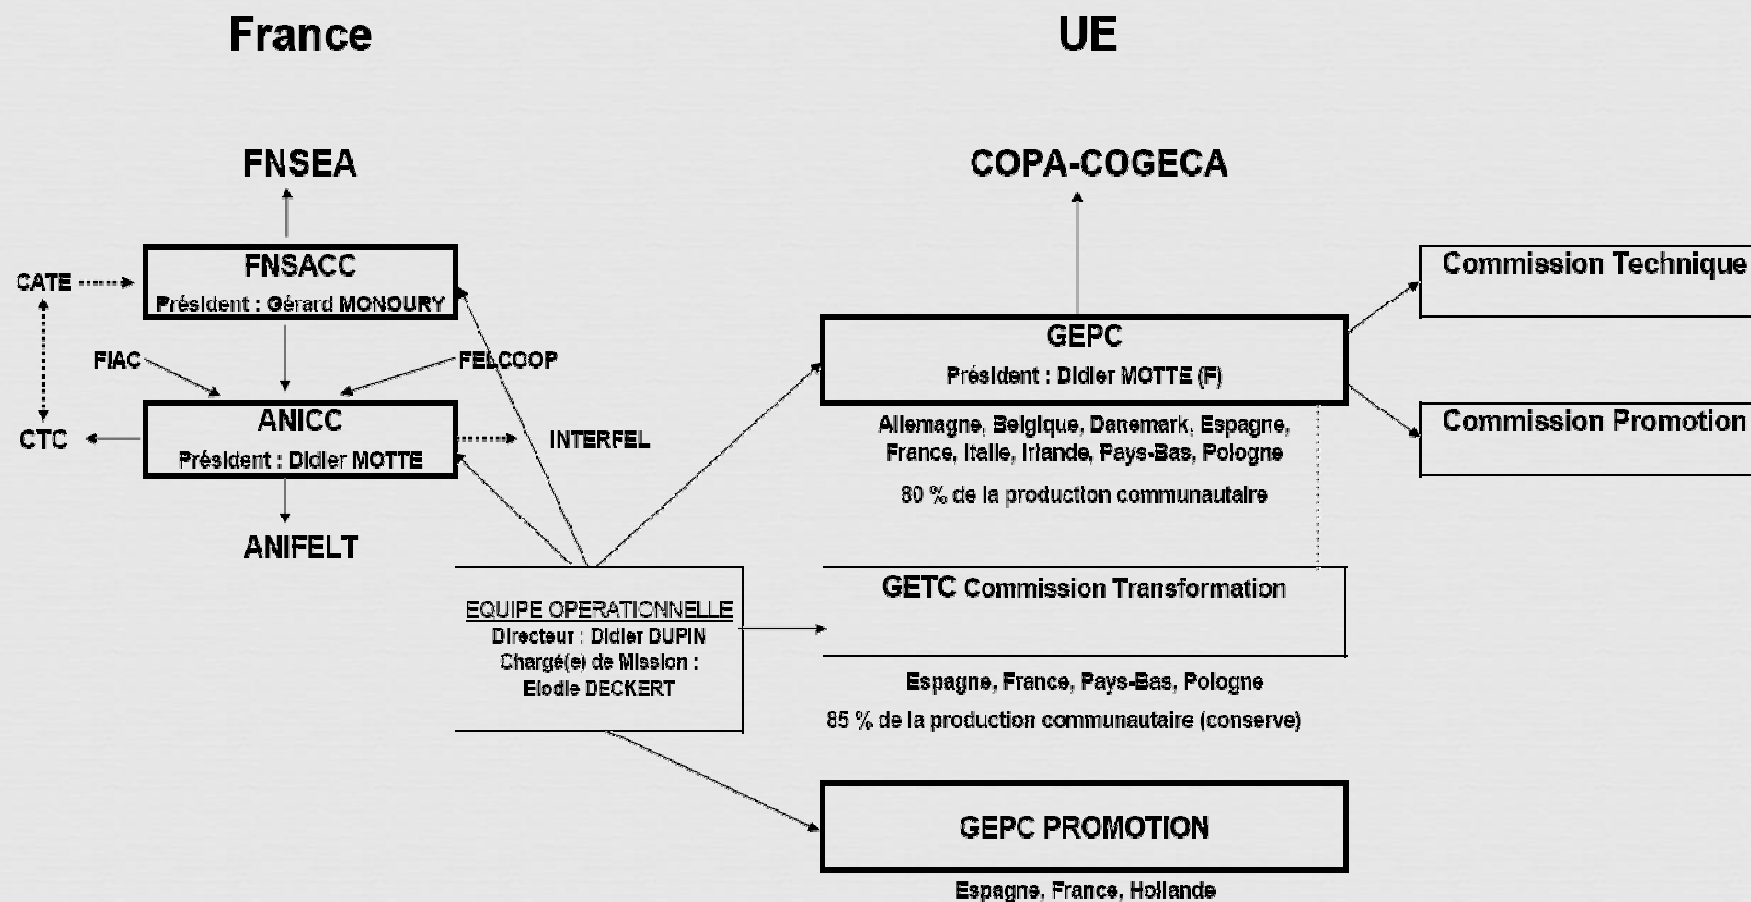 France
UE
FNSEA
COPA-COGECA
FNSACC
Président : Gérard MONOURY
CATE
Commission Technique
GEPC
Président : Didier MOTTE (F)
FIAC
FELCOOP
ANICC
Président : Didier MOTTE
CTC
INTERFEL
Commission Promotion
Allemagne, Belgique, Danemark, Espagne,
France, Italie, Irlande, Pays-Bas, Pologne
80 % de la production communautaire
ANIFELT
EQUIPE OPERATIONNELLE
Directeur : Didier DUPIN
Chargé(e) de Mission :
Elodie DECKERT
GETC Commission Transformation
Espagne, France, Pays-Bas, Pologne
85 % de la production communautaire (conserve)
GEPC PROMOTION
Espagne, France, Hollande